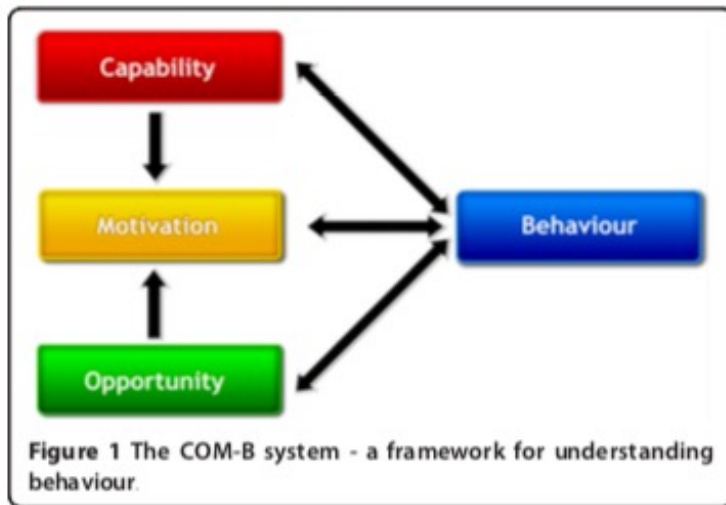 Capability
Motivation
Behaviour
Opportunity
Figure 1 The COM-B system - a framework for understanding
behaviour.